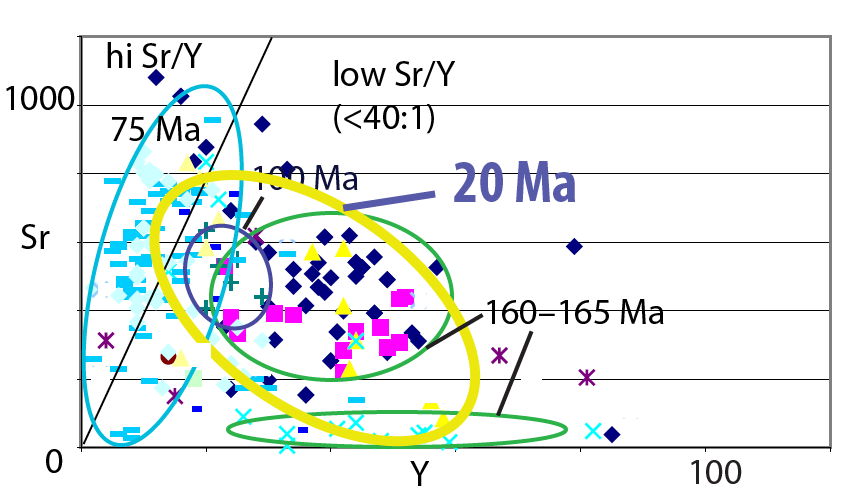 hi Sr/Y
low Sr/Y
(<40:1)
1000
75 Ma
100 Ma
20 Ma
Sr
160–165 Ma
0
Y
100